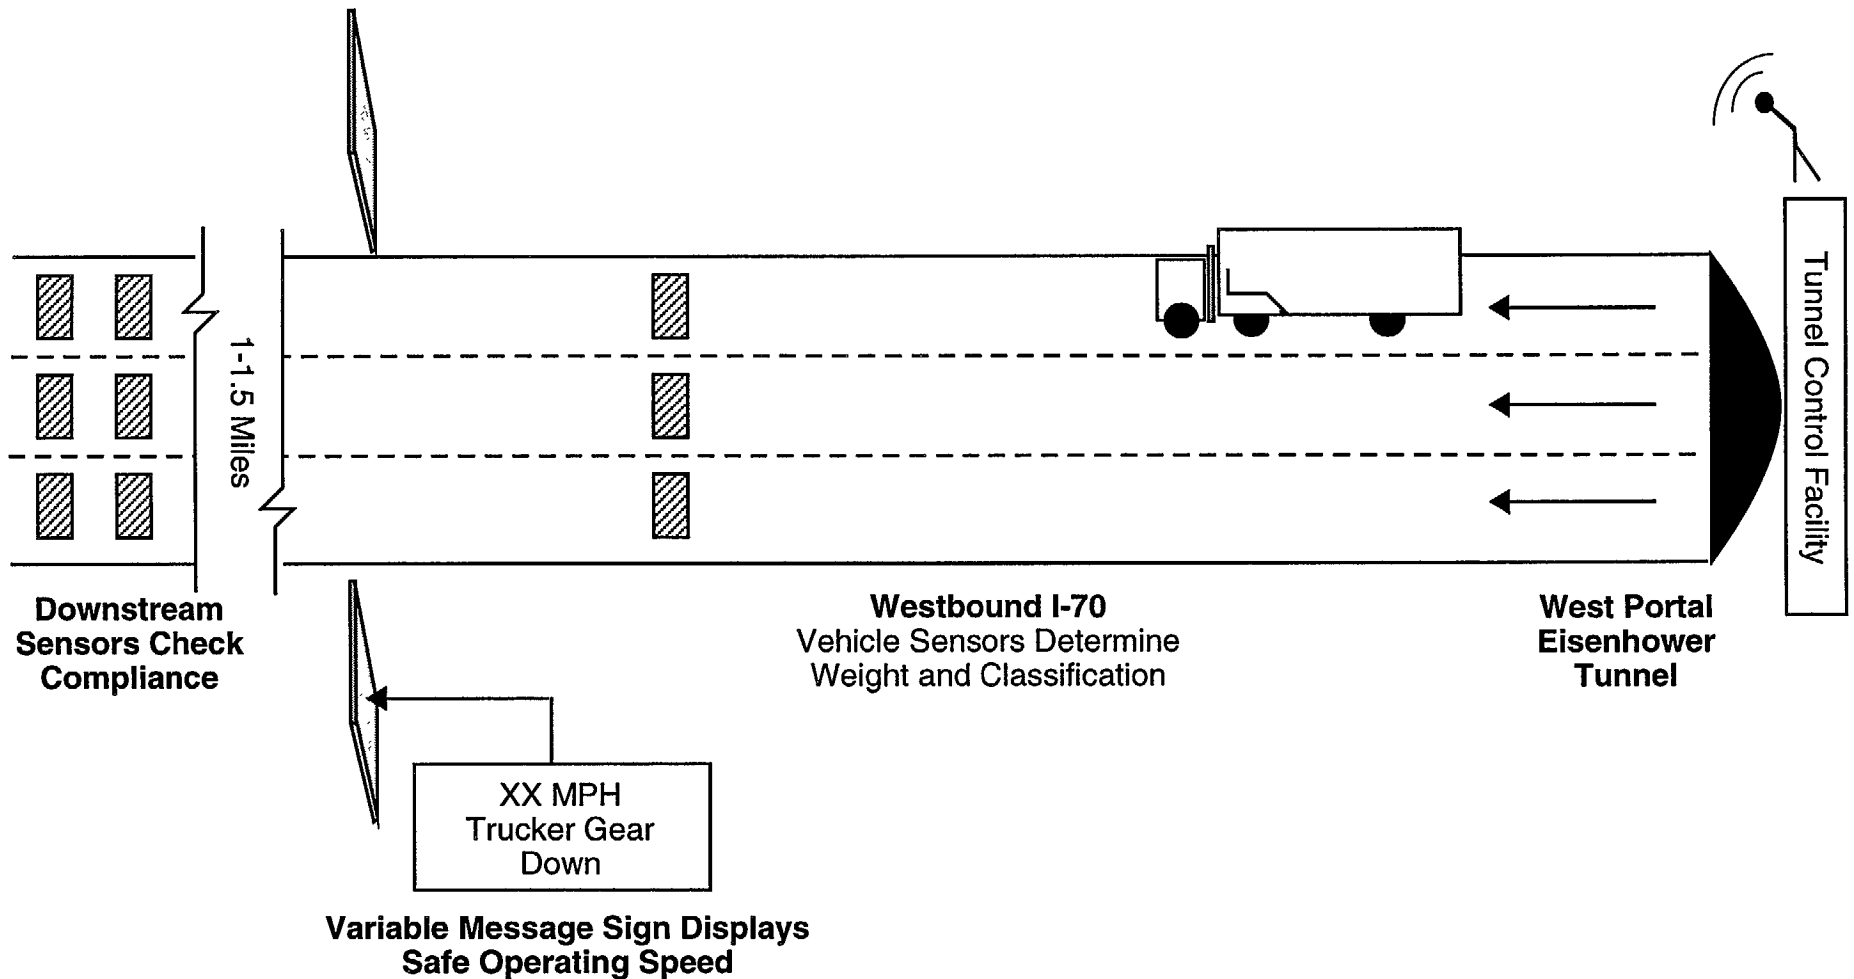 Tunnel Control Facility
1-1.5 Miles
Downstream
Sensors Check
Compliance
Westbound I-70
Vehicle Sensors Determine
Weight and Classification
West Portal
Eisenhower
Tunnel
XX MPH
Trucker Gear
Down
Variable Message Sign Displays
Safe Operating Speed